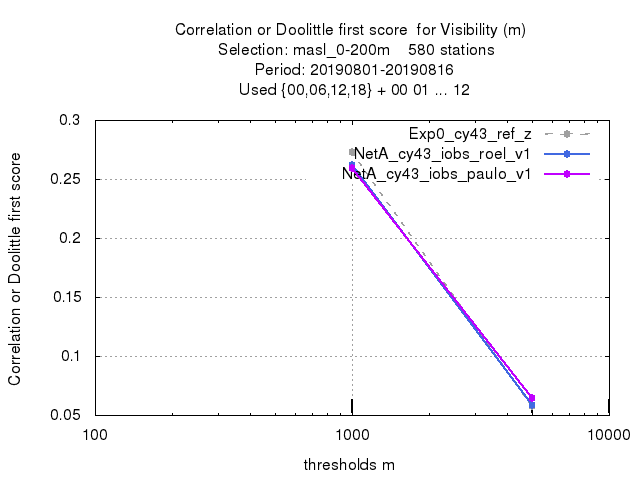 Correlation or Doolittle first score  for Visibility (m)
Selection: masl_0-200m    580 stations
Period: 20190801-20190816
Used {00,06,12,18} + 00 01 ... 12
Correlation or Doolittle first score
0.3
0.25
0.2
0.15
0.1
0.05
Exp0_cy43_ref_z
NetA_cy43_iobs_roel_v1
NetA_cy43_iobs_paulo_v1
100
1000
10000
thresholds m